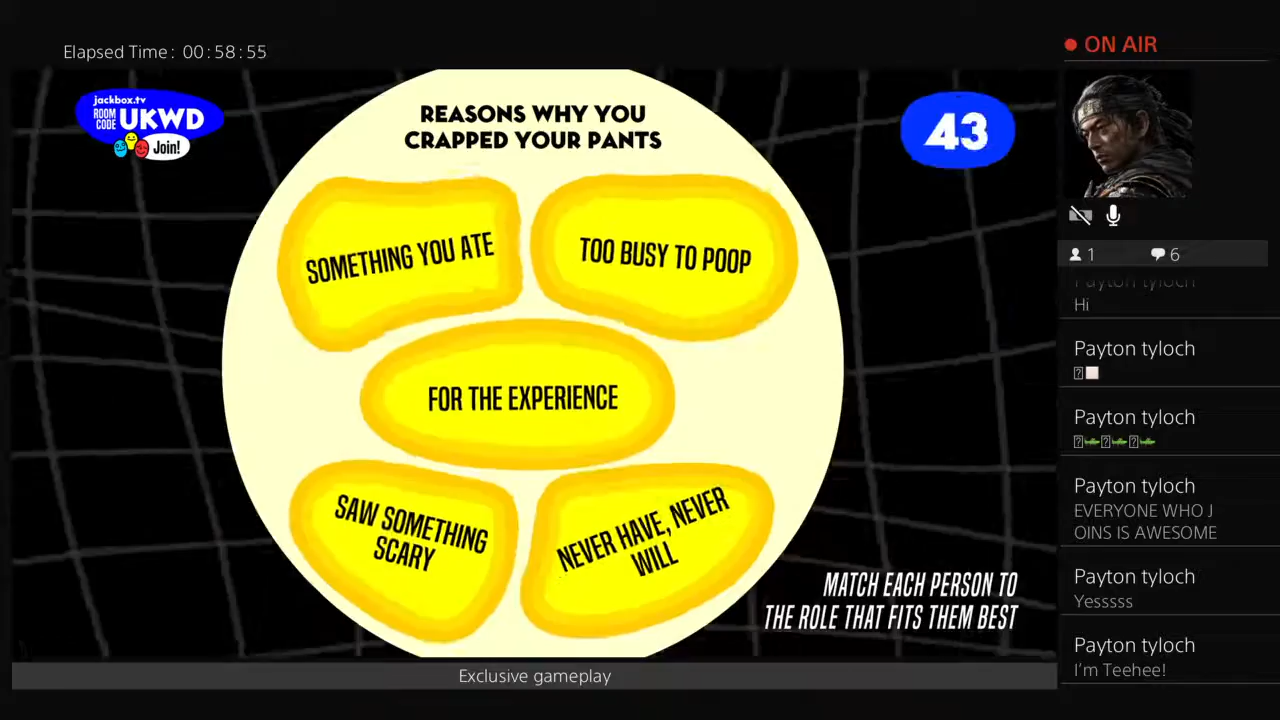 Elapsed Time: 00:58:55
ON AIR
jackbox.tv
ROOM CODE
UKWD
Join!
REASONS WHY YOU
CRAPPED YOUR PANTS
43
SOMETHING YOU ATE
TOO BUSY TO POOP
FOR THE EXPERIENCE
SAW SOMETHING
SCARY
NEVER HAVE, NEVER
WILL
MATCH EACH PERSON TO
THE ROLE THAT FITS THEM BEST
Exclusive gameplay
1
6
Payton tyloch
Hi
Payton tyloch
Payton tyloch
Payton tyloch
EVERYONE WHO J
OINS IS AWESOME
Payton tyloch
Yesssss
Payton tyloch
I'm Teehee!